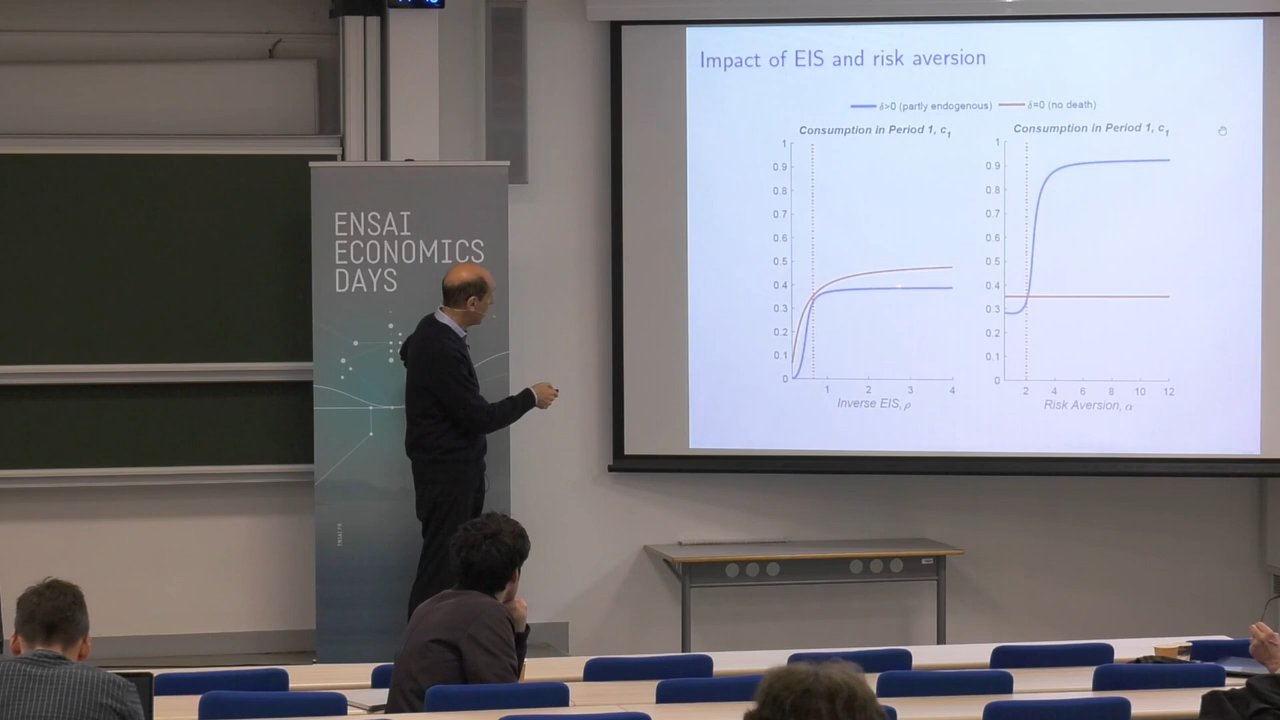 ENSAI
ECONOMICS
DAYS
ENSAI.FR
Impact of EIS and risk aversion
δ>0 (partly endogenous) δ=0 (no death)
Consumption in Period 1, c1
1
0.9
0.8
0.7
0.6
0.5
0.4
0.3
0.2
0.1
0
1 2 3 4
Inverse EIS, ρ
Consumption in Period 1, c1
1
0.9
0.8
0.7
0.6
0.5
0.4
0.3
0.2
0.1
0
2 4 6 8 10 12
Risk Aversion, α